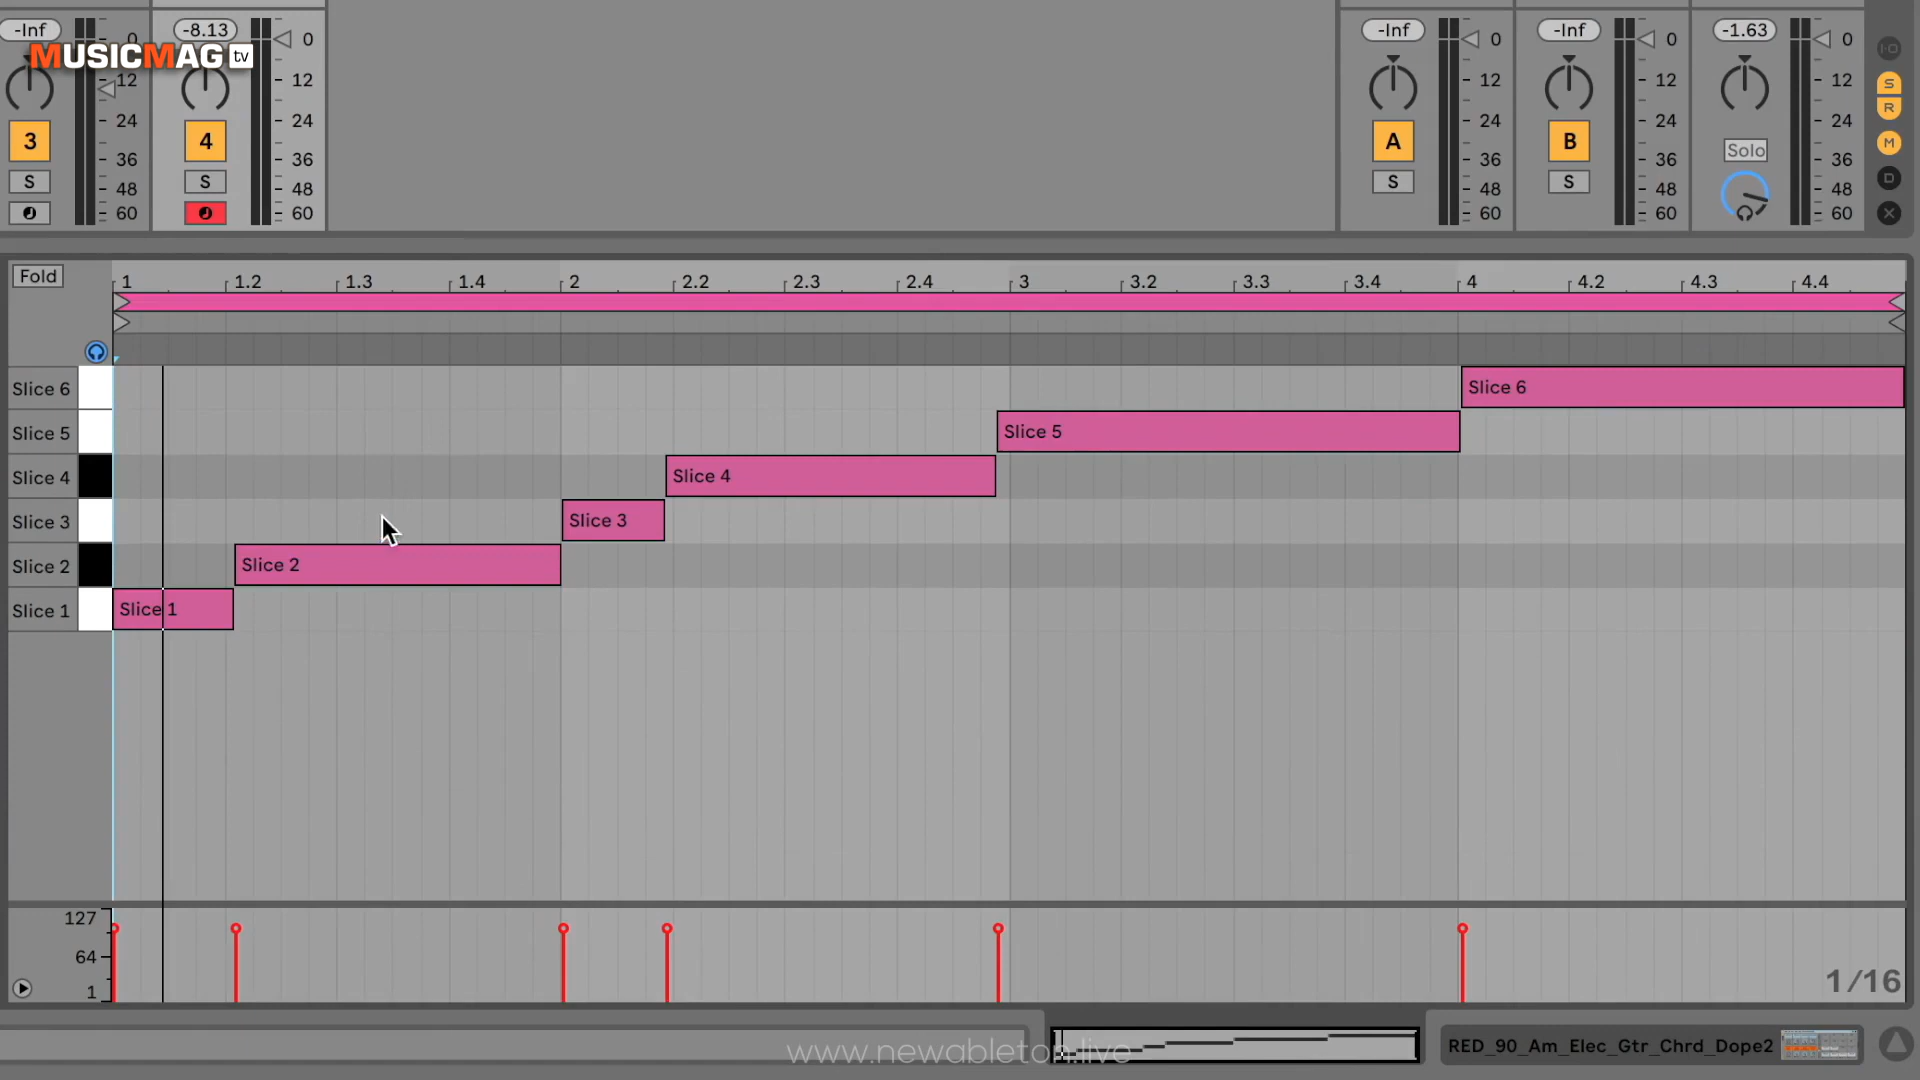 -Inf -8.13 -Inf -Inf -1.63
MUSICMAG tv
0 0 0 0 0
12 12 12 12 12
24 24 24 24 24
3 4 A B Solo
36 36 36 36 36
S S S S
48 48 48 48 48
60 60 60 60 60
I·O
S
R
M
D
X
Fold
1 1.2 1.3 1.4 2 2.2 2.3 2.4 3 3.2 3.3 3.4 4 4.2 4.3 4.4
Slice 6 Slice 6
Slice 5 Slice 5
Slice 4 Slice 4
Slice 3 Slice 3
Slice 2 Slice 2
Slice 1 Slice 1
127
64
1
1/16
www.newableton.live
RED_90_Am_Elec_Gtr_Chrd_Dope2